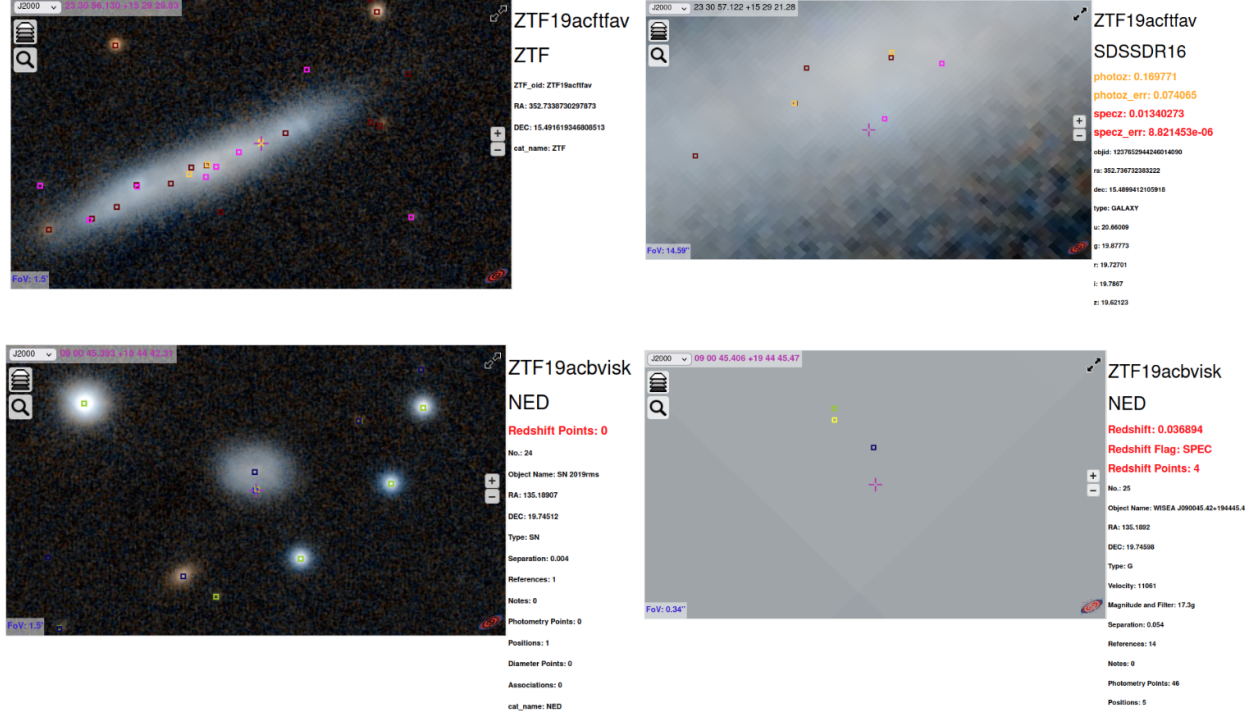 J2000 23 30 56.130 +15 29 29.83
FoV: 1.5'
ZTF19acftfav
ZTF
ZTF_oid: ZTF19acftfav
RA: 352.7338730297873
DEC: 15.491619346808513
cat_name: ZTF
J2000 23 30 57.122 +15 29 21.28
FoV: 14.59"
ZTF19acftfav
SDSSDR16
photoz: 0.169771
photoz_err: 0.074065
specz: 0.01340273
specz_err: 8.821453e-06
objid: 1237652944246014090
ra: 352.736732383222
dec: 15.4899412105918
type: GALAXY
u: 20.66009
g: 19.87773
r: 19.72701
i: 19.7867
z: 19.62123
J2000 09 00 45.393 +19 44 42.31
FoV: 1.5'
ZTF19acbvisk
NED
Redshift Points: 0
No.: 24
Object Name: SN 2019rms
RA: 135.18907
DEC: 19.74512
Type: SN
Separation: 0.004
References: 1
Notes: 0
Photometry Points: 0
Positions: 1
Diameter Points: 0
Associations: 0
cat_name: NED
J2000 09 00 45.406 +19 44 45.47
FoV: 0.34"
ZTF19acbvisk
NED
Redshift: 0.036894
Redshift Flag: SPEC
Redshift Points: 4
No.: 25
Object Name: WISEA J090045.42+194445.4
RA: 135.1892
DEC: 19.74598
Type: G
Velocity: 11061
Magnitude and Filter: 17.3g
Separation: 0.054
References: 14
Notes: 0
Photometry Points: 46
Positions: 5